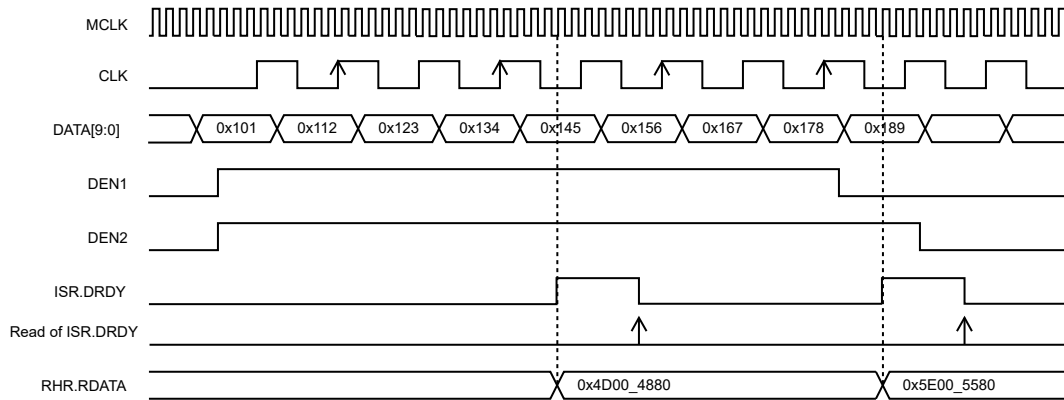 MCLK
CLK
DATA[9:0] 0x101 0x112 0x123 0x134 0x145 0x156 0x167 0x178 0x189
DEN1
DEN2
ISR.DRDY
Read of ISR.DRDY
RHR.RDATA 0x4D00_4880 0x5E00_5580